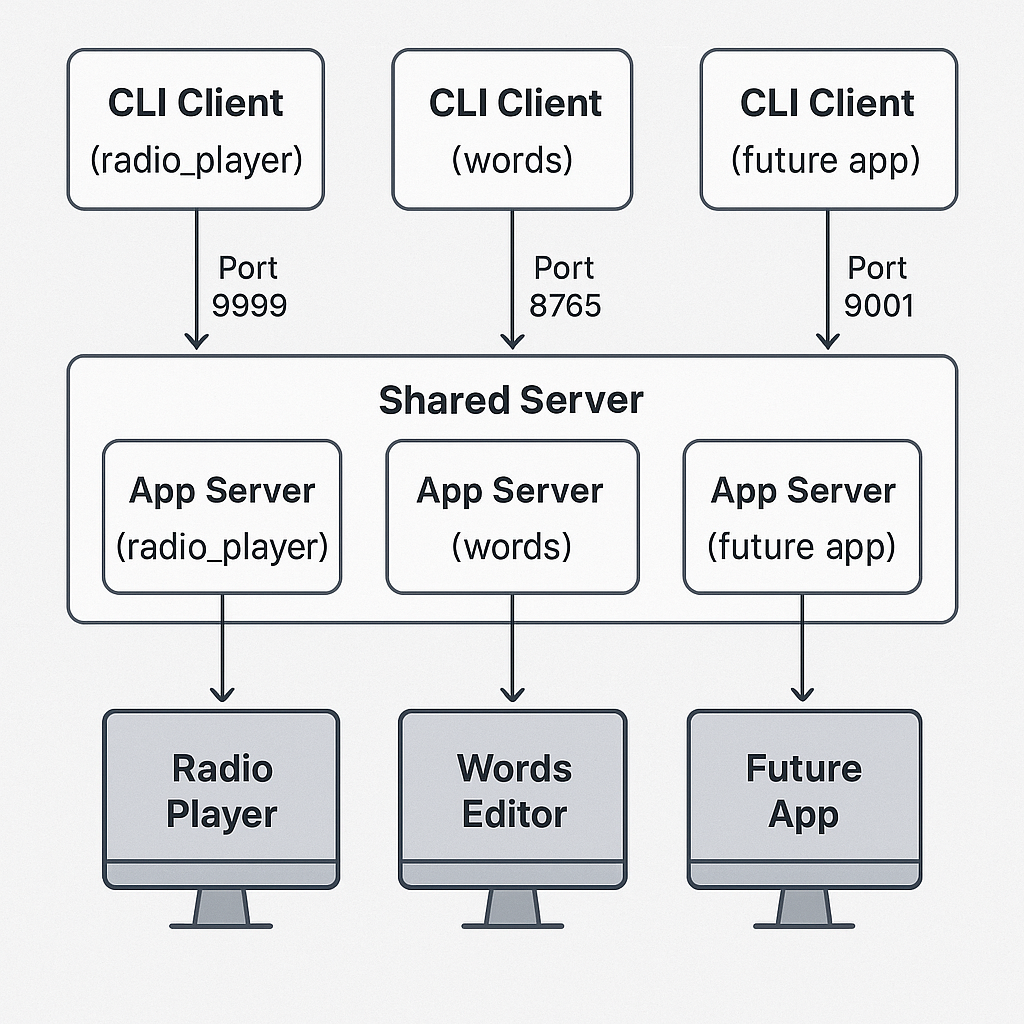 CLI Client
(radio_player)
CLI Client
(words)
CLI Client
(future app)
Port
9999
Port
8765
Port
9001
Shared Server
App Server
(radio_player)
App Server
(words)
App Server
(future app)
Radio
Player
Words
Editor
Future
App